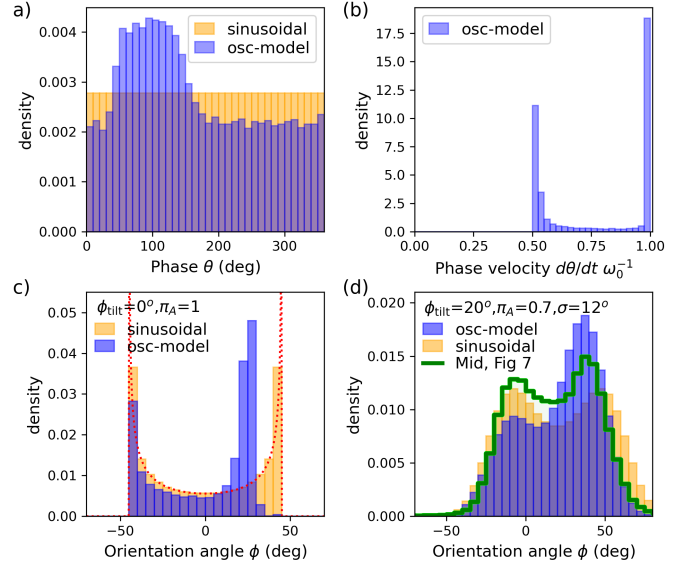 a)
sinusoidal
osc-model
density
0.004
0.003
0.002
0.001
0.000
0
100
200
300
Phase θ (deg)
(b)
osc-model
density
17.5
15.0
12.5
10.0
7.5
5.0
2.5
0.0
0.00
0.25
0.50
0.75
1.00
Phase velocity dθ/dt ω₀⁻¹
c)
ϕtilt=0°,πA=1
sinusoidal
osc-model
density
0.05
0.04
0.03
0.02
0.01
0.00
−50
0
50
Orientation angle ϕ (deg)
(d)
ϕtilt=20°,πA=0.7,σ=12°
osc-model
sinusoidal
Mid, Fig 7
density
0.020
0.015
0.010
0.005
0.000
−50
0
50
Orientation angle ϕ (deg)